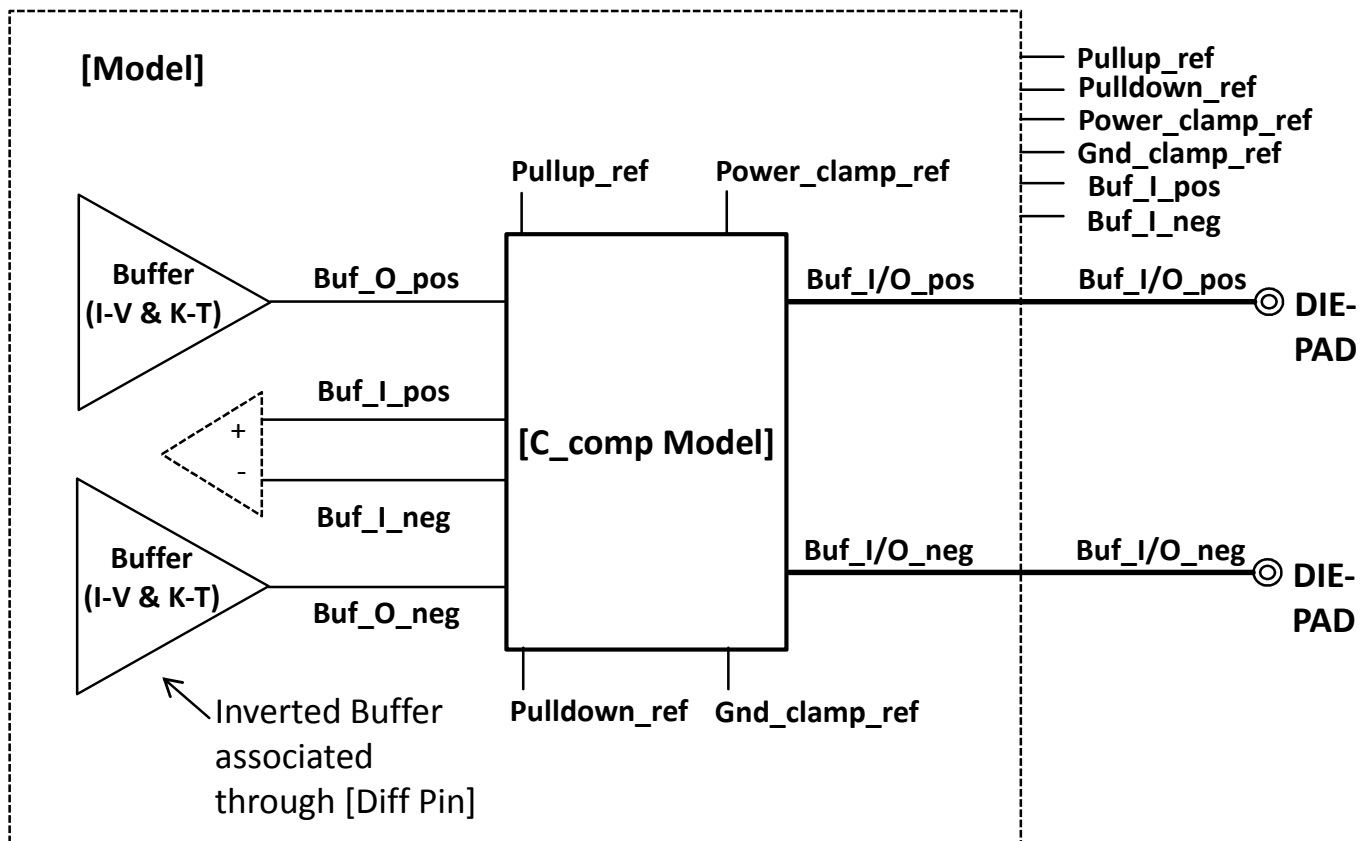 [Model]
Pullup_ref
Pulldown_ref
Power_clamp_ref
Gnd_clamp_ref
Buf_I_pos
Buf_I_neg
Pullup_ref
Power_clamp_ref
Buffer
(I-V & K-T)
Buf_O_pos
Buf_I/O_pos
Buf_I/O_pos
DIE-
PAD
Buf_I_pos
+
-
[C_comp Model]
Buf_I_neg
Buffer
(I-V & K-T)
Buf_O_neg
Buf_I/O_neg
Buf_I/O_neg
DIE-
PAD
Pulldown_ref
Gnd_clamp_ref
Inverted Buffer
associated
through [Diff Pin]